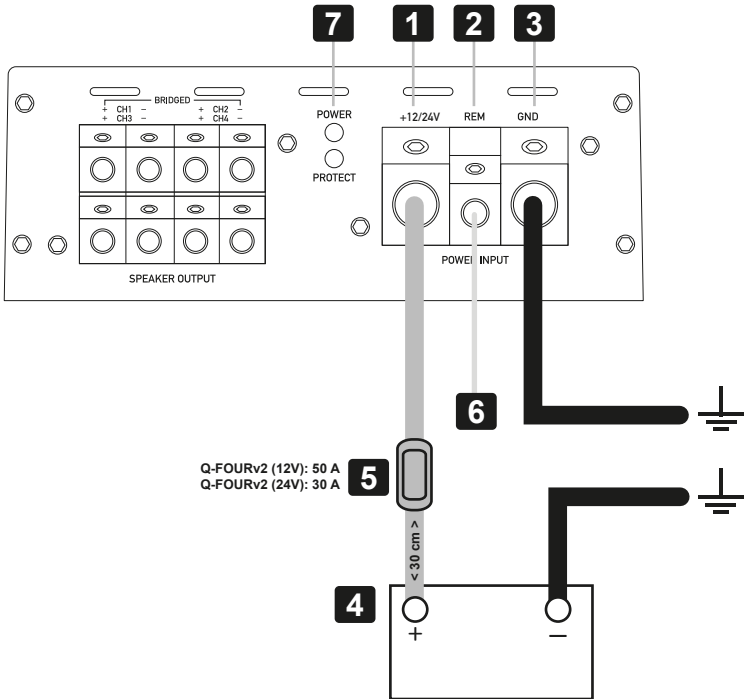 7 1 2 3
BRIDGED
+ CH1 − + CH2 −
+ CH3 − + CH4 −
POWER
PROTECT
+12/24V REM GND
SPEAKER OUTPUT
POWER INPUT
6
Q-FOURv2 (12V): 50 A
Q-FOURv2 (24V): 30 A
5
< 30 cm >
4
+ −